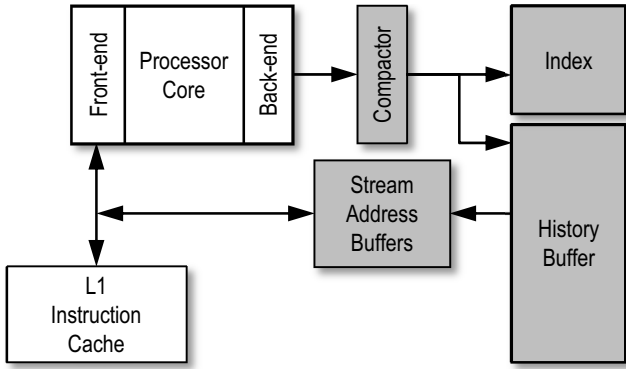 Front-end
Processor
Core
Back-end
Compactor
Index
Stream
Address
Buffers
History
Buffer
L1
Instruction
Cache